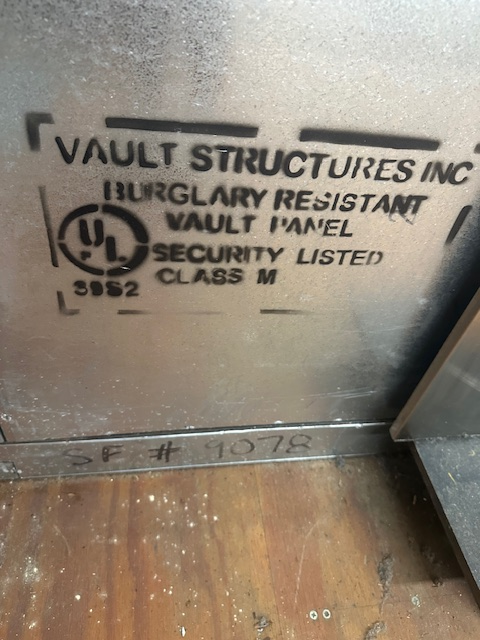 VAULT STRUCTURES INC
BURGLARY RESISTANT
VAULT PANEL
UL
SECURITY LISTED
39S2 CLASS M
SF # 9078